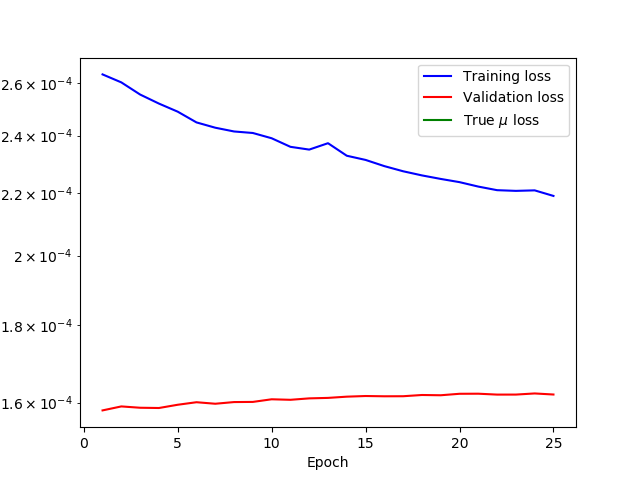 2.6 × 10⁻⁴
2.4 × 10⁻⁴
2.2 × 10⁻⁴
2 × 10⁻⁴
1.8 × 10⁻⁴
1.6 × 10⁻⁴
Training loss
Validation loss
True μ loss
0 5 10 15 20 25
Epoch